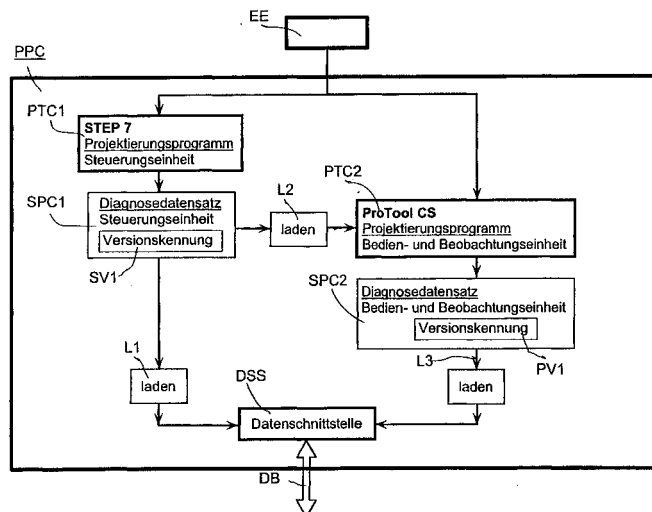 EE
PPC
PTC1
STEP 7
Projektierungsprogramm
Steuerungseinheit
SPC1
Diagnosedatensatz
Steuerungseinheit
Versionskennung
SV1
L2
laden
PTC2
ProTool CS
Projektierungsprogramm
Bedien- und Beobachtungseinheit
SPC2
Diagnosedatensatz
Bedien- und Beobachtungseinheit
Versionskennung
PV1
L1
laden
L3
laden
DSS
Datenschnittstelle
DB